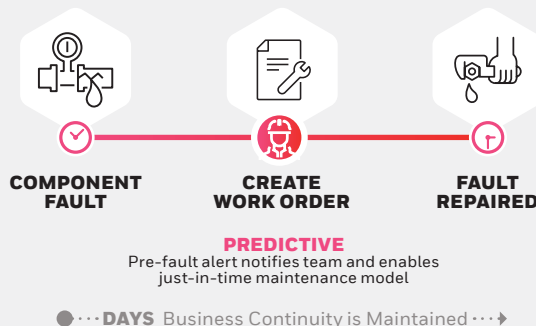 COMPONENT
FAULT
CREATE
WORK ORDER
FAULT
REPAIRED
PREDICTIVE
Pre-fault alert notifies team and enables
just-in-time maintenance model
DAYS Business Continuity is Maintained